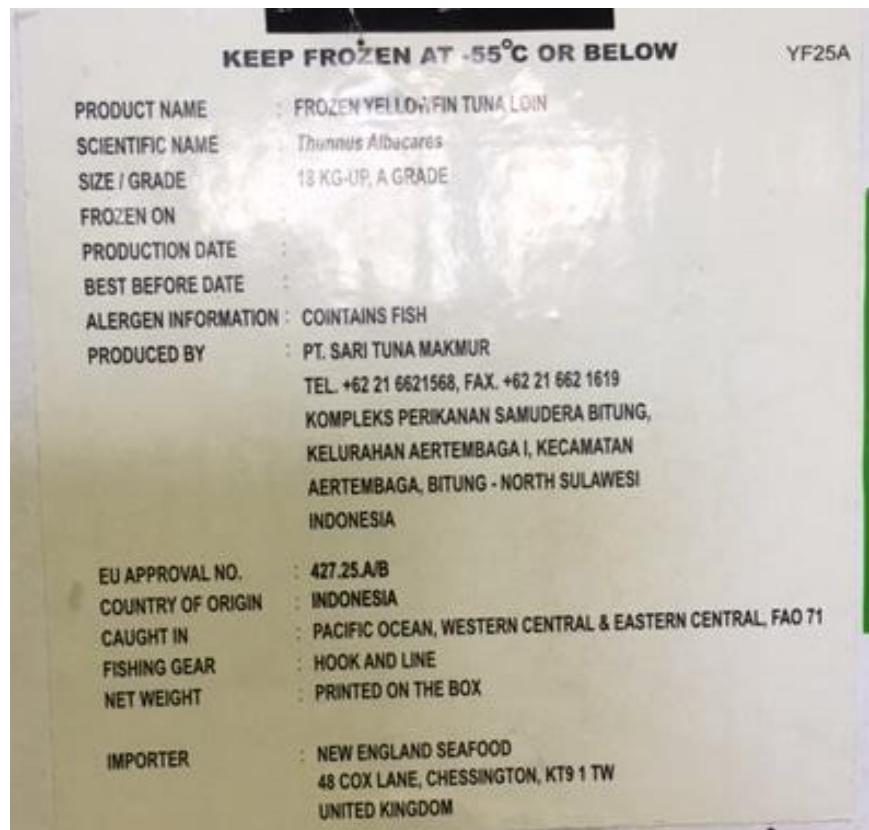 KEEP FROZEN AT -55°C OR BELOW YF25A
PRODUCT NAME : FROZEN YELLOWFIN TUNA LOIN
SCIENTIFIC NAME : Thunnus Albacares
SIZE / GRADE : 18 KG-UP, A GRADE
FROZEN ON :
PRODUCTION DATE :
BEST BEFORE DATE :
ALERGEN INFORMATION : COINTAINS FISH
PRODUCED BY : PT. SARI TUNA MAKMUR
TEL. +62 21 6621568, FAX. +62 21 662 1619
KOMPLEKS PERIKANAN SAMUDERA BITUNG,
KELURAHAN AERTEMBAGA I, KECAMATAN
AERTEMBAGA, BITUNG - NORTH SULAWESI
INDONESIA
EU APPROVAL NO. : 427.25.A/B
COUNTRY OF ORIGIN : INDONESIA
CAUGHT IN : PACIFIC OCEAN, WESTERN CENTRAL & EASTERN CENTRAL, FAO 71
FISHING GEAR : HOOK AND LINE
NET WEIGHT : PRINTED ON THE BOX
IMPORTER : NEW ENGLAND SEAFOOD
48 COX LANE, CHESSINGTON, KT9 1 TW
UNITED KINGDOM